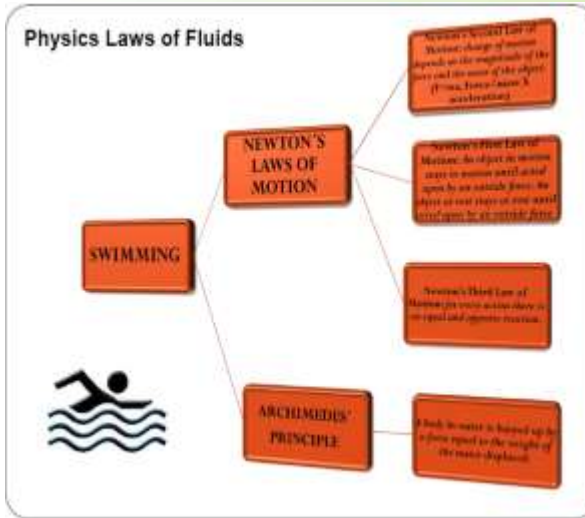 Physics Laws of Fluids
Newton's Second Law of
Motion: change of motion
depends on the magnitude of the
force and the mass of the object.
acceleration).
NEWTON'S
LAWS OF
MOTION
Newton's First Law of
Motion: An object in motion
stays in motion until acted
upon by an outside force. An
object at rest stays at rest until
acted upon by an outside force.
SWIMMING
Newton's Third Law of
Motion: for every action there is
an equal and opposite reaction.
ARCHIMEDES'
PRINCIPLE
A body in water is buoyed up by
a force equal to the weight of
the water displaced.